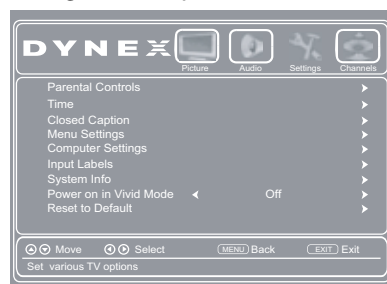 DYNEX
Picture Audio Settings Channels
Parental Controls
Time
Closed Caption
Menu Settings
Computer Settings
Input Labels
System Info
Power on in Vivid Mode Off
Reset to Default
Move Select MENU Back EXIT Exit
Set various TV options